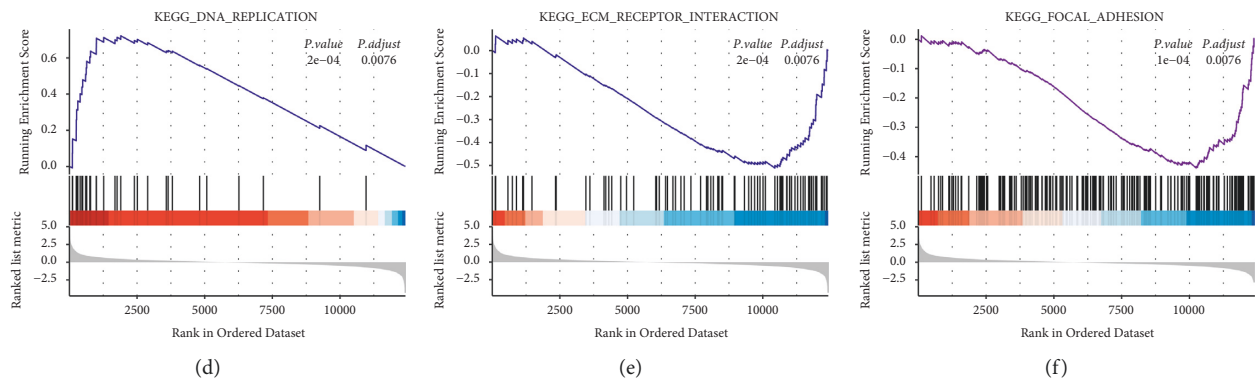 KEGG_DNA_REPLICATION
Running Enrichment Score
0.6
0.4
0.2
0.0
P.value P.adjust
2e−04 0.0076
Ranked list metric
5.0
2.5
0.0
−2.5
2500 5000 7500 10000
Rank in Ordered Dataset
(d)
KEGG_ECM_RECEPTOR_INTERACTION
Running Enrichment Score
−0.0
−0.1
−0.2
−0.3
−0.4
−0.5
P.value P.adjust
2e−04 0.0076
Ranked list metric
5.0
2.5
0.0
−2.5
2500 5000 7500 10000
Rank in Ordered Dataset
(e)
KEGG_FOCAL_ADHESION
Running Enrichment Score
0.0
−0.1
−0.2
−0.3
−0.4
P.value P.adjust
1e−04 0.0076
Ranked list metric
5.0
2.5
0.0
−2.5
2500 5000 7500 10000
Rank in Ordered Dataset
(f)